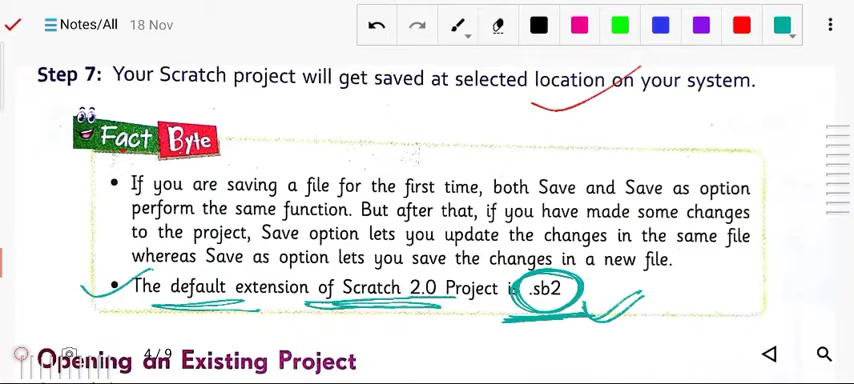 Notes/All 18 Nov
Step 7: Your Scratch project will get saved at selected location on your system.
Fact Byte
• If you are saving a file for the first time, both Save and Save as option
perform the same function. But after that, if you have made some changes
to the project, Save option lets you update the changes in the same file
whereas Save as option lets you save the changes in a new file.
• The default extension of Scratch 2.0 Project is .sb2
4/9
Opening an Existing Project